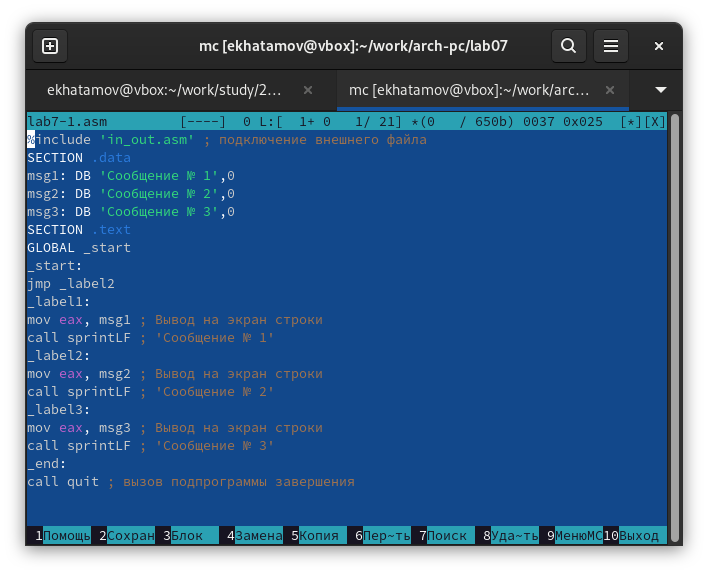 mc [ekhatamov@vbox]:~/work/arch-pc/lab07
ekhatamov@vbox:~/work/study/2... mc [ekhatamov@vbox]:~/work/arc...
lab7-1.asm [----] 0 L:[ 1+ 0 1/ 21] *(0 / 650b) 0037 0x025 [*][X]
%include 'in_out.asm' ; подключение внешнего файла
SECTION .data
msg1: DB 'Сообщение № 1',0
msg2: DB 'Сообщение № 2',0
msg3: DB 'Сообщение № 3',0
SECTION .text
GLOBAL _start
_start:
jmp _label2
_label1:
mov eax, msg1 ; Вывод на экран строки
call sprintLF ; 'Сообщение № 1'
_label2:
mov eax, msg2 ; Вывод на экран строки
call sprintLF ; 'Сообщение № 2'
_label3:
mov eax, msg3 ; Вывод на экран строки
call sprintLF ; 'Сообщение № 3'
_end:
call quit ; вызов подпрограммы завершения
1Помощь 2Сохран 3Блок 4Замена 5Копия 6Пер~ть 7Поиск 8Уда~ть 9МенюМС 10Выход